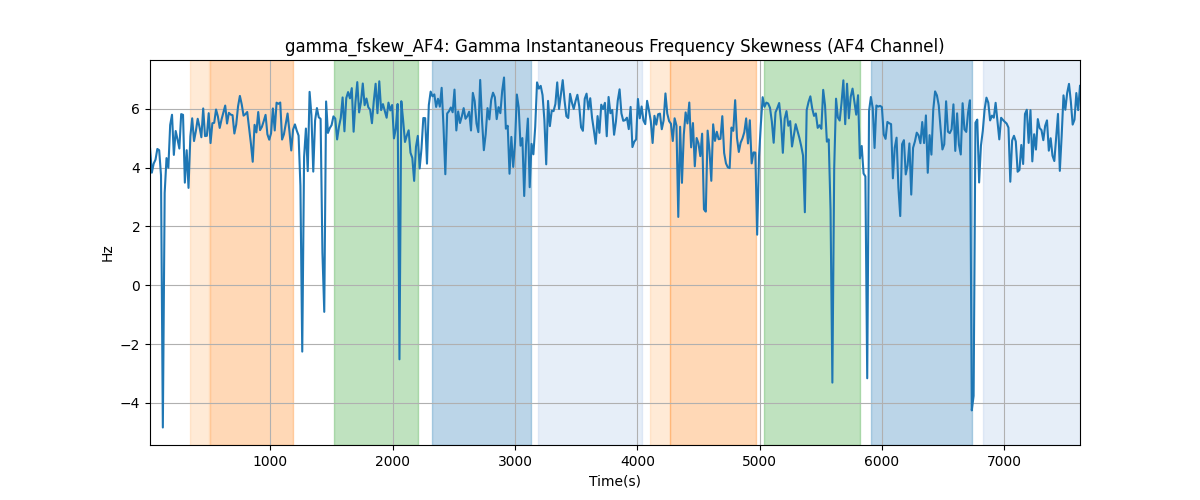 gamma_fskew_AF4: Gamma Instantaneous Frequency Skewness (AF4 Channel)
6
4
2
0
−2
−4
Hz
1000 2000 3000 4000 5000 6000 7000
Time(s)